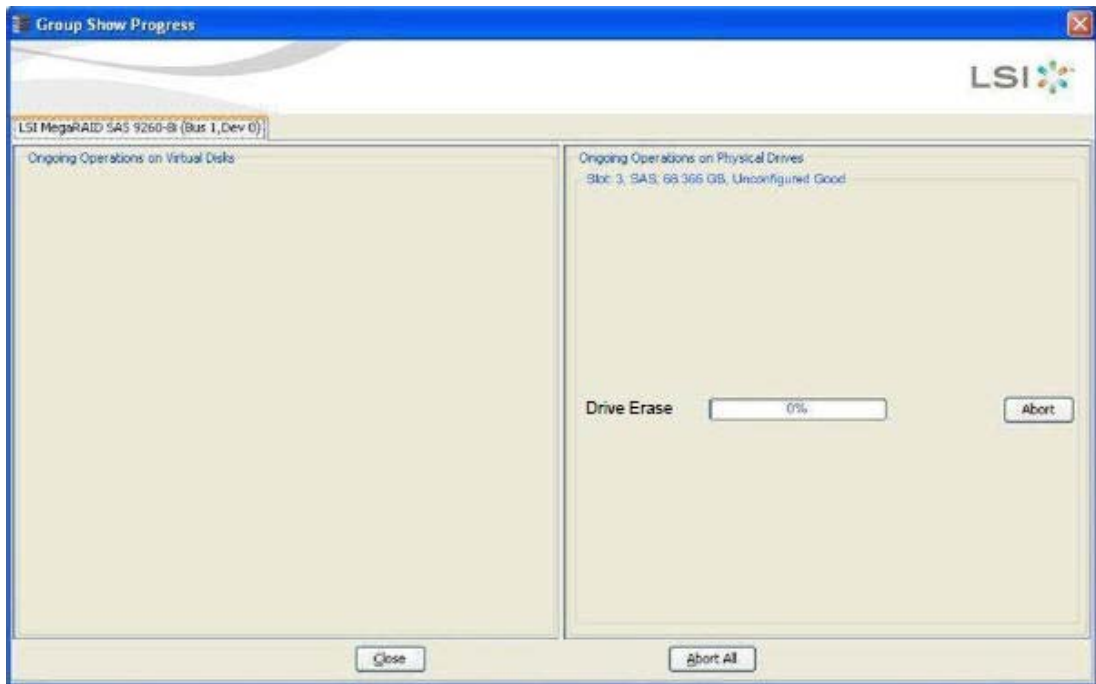 Group Show Progress
LSI
LSI MegaRAID SAS 9260-8i (Bus 1,Dev 0)
Ongoing Operations on Virtual Disks
Ongoing Operations on Physical Drives
Slot: 3, SAS, 68.366 GB, Unconfigured Good
Drive Erase 0% Abort
Close Abort All